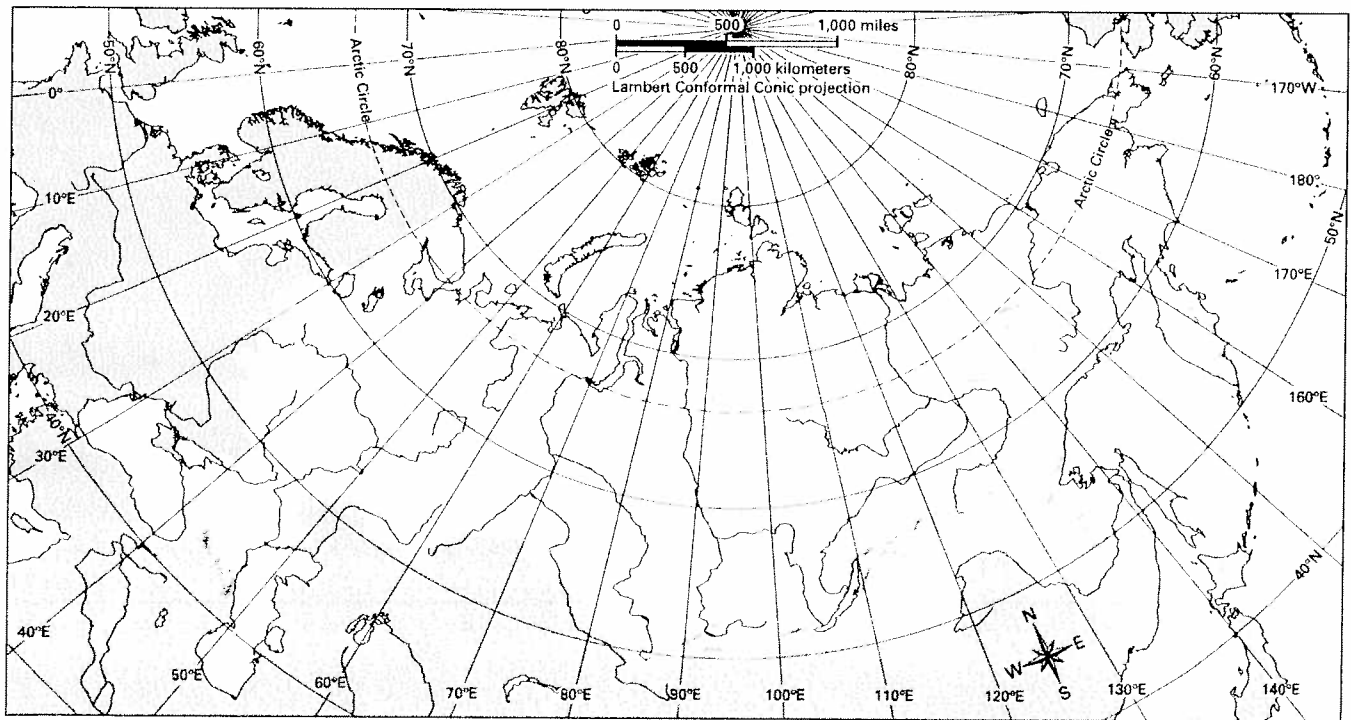 0 500 1,000 miles
0 500 1,000 kilometers
Lambert Conformal Conic projection
50°N
60°N
Arctic Circle
70°N
80°N
80°N
70°N
60°N
170°W
0°
Arctic Circle
180°
10°E
50°N
170°E
20°E
160°E
40°N
30°E
40°N
N
E
W
S
40°E
50°E
60°E
70°E
80°E
90°E
100°E
110°E
120°E
130°E
140°E